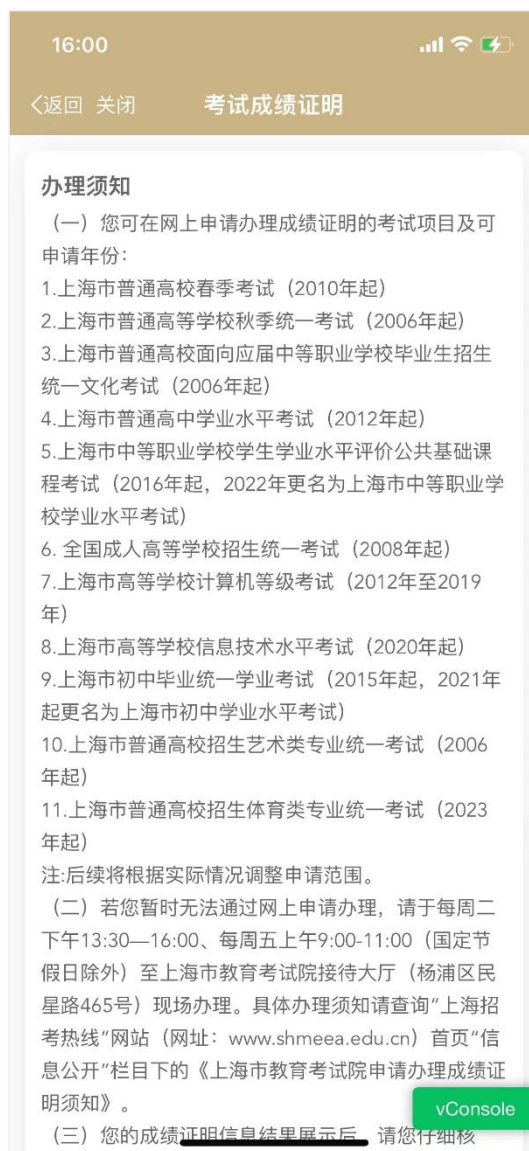 16:00
返回 关闭 考试成绩证明
办理须知
（一）您可在网上申请办理成绩证明的考试项目及可
申请年份：
1.上海市普通高校春季考试（2010年起）
2.上海市普通高等学校秋季统一考试（2006年起）
3.上海市普通高校面向应届中等职业学校毕业生招生
统一文化考试（2006年起）
4.上海市普通高中学业水平考试（2012年起）
5.上海市中等职业学校学生学业水平评价公共基础课
程考试（2016年起，2022年更名为上海市中等职业学
校学业水平考试）
6. 全国成人高等学校招生统一考试（2008年起）
7.上海市高等学校计算机等级考试（2012年至2019
年）
8.上海市高等学校信息技术水平考试（2020年起）
9.上海市初中毕业统一学业考试（2015年起，2021年
起更名为上海市初中学业水平考试）
10.上海市普通高校招生艺术类专业统一考试（2006
年起）
11.上海市普通高校招生体育类专业统一考试（2023
年起）
注:后续将根据实际情况调整申请范围。
（二）若您暂时无法通过网上申请办理，请于每周二
下午13:30—16:00、每周五上午9:00-11:00（国定节
假日除外）至上海市教育考试院接待大厅（杨浦区民
星路465号）现场办理。具体办理须知请查询“上海招
考热线”网站（网址：www.shmeea.edu.cn）首页“信
息公开”栏目下的《上海市教育考试院申请办理成绩证
明须知》。
vConsole
（三）您的成绩证明信息结果展示后，请您仔细核